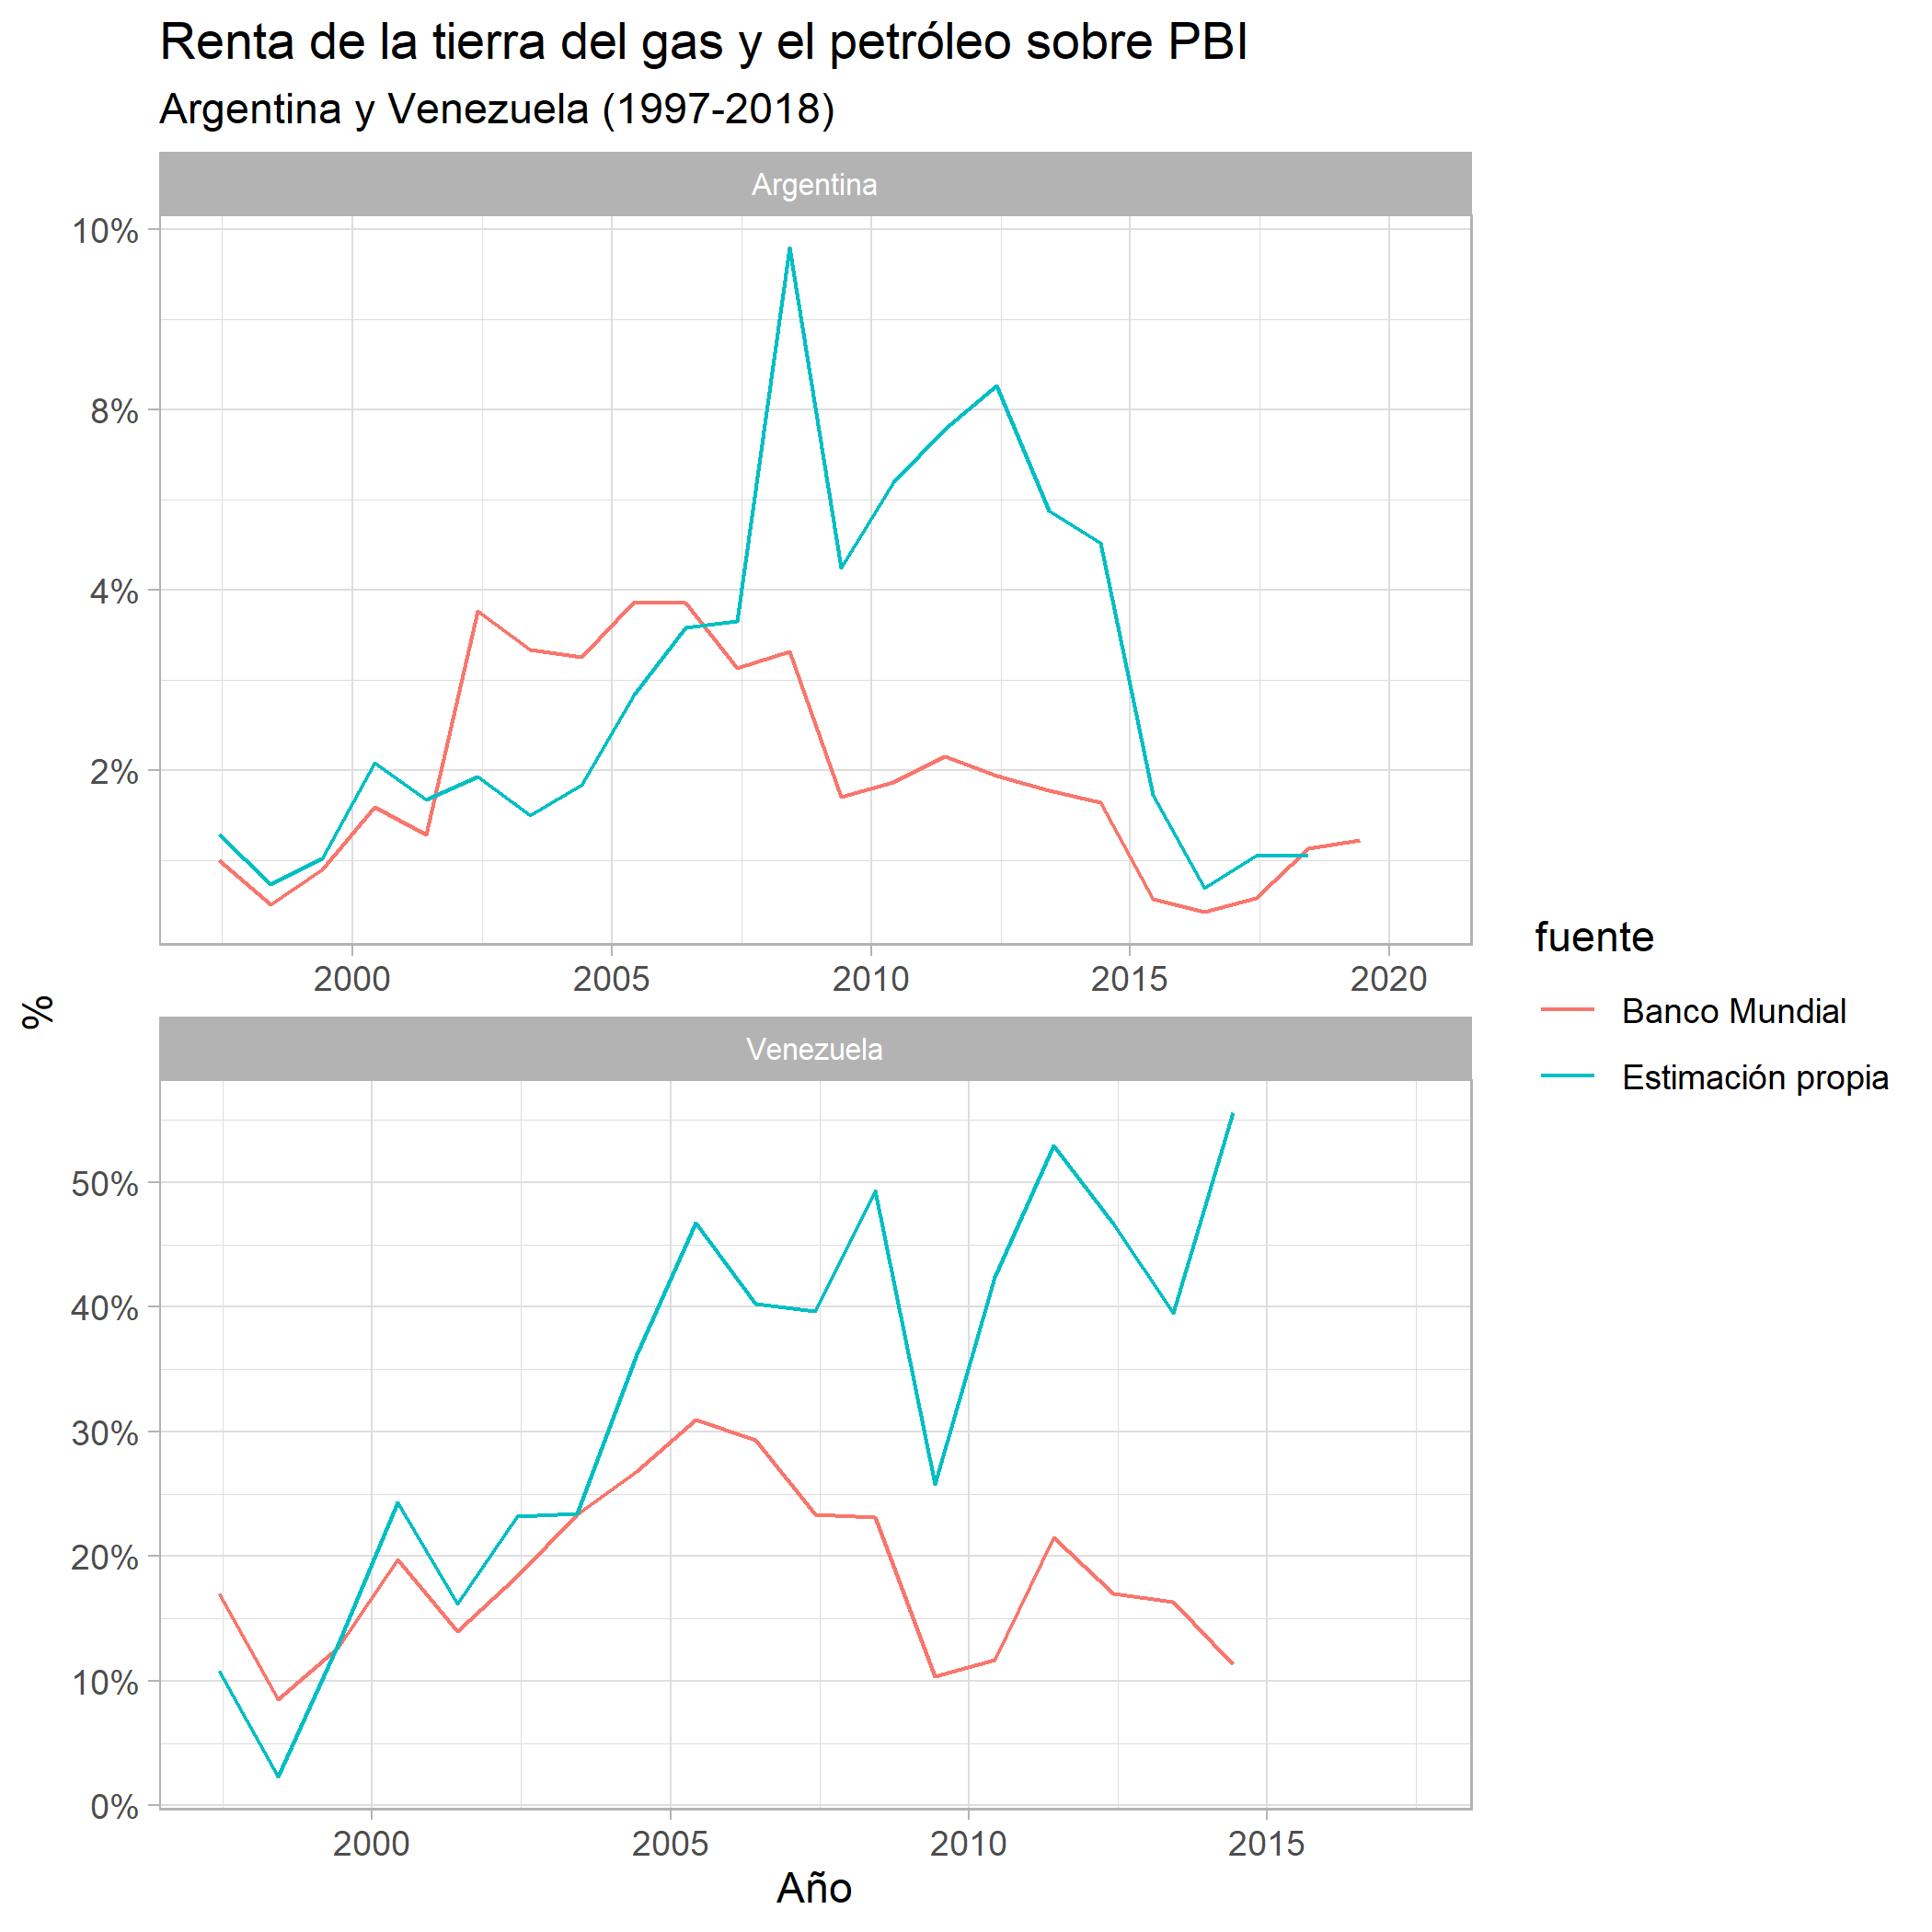 Renta de la tierra del gas y el petróleo sobre PBI
Argentina y Venezuela (1997-2018)
Argentina
10%
8%
4%
2%
2000 2005 2010 2015 2020
%
Venezuela
50%
40%
30%
20%
10%
0%
2000 2005 2010 2015
Año
fuente
Banco Mundial
Estimación propia